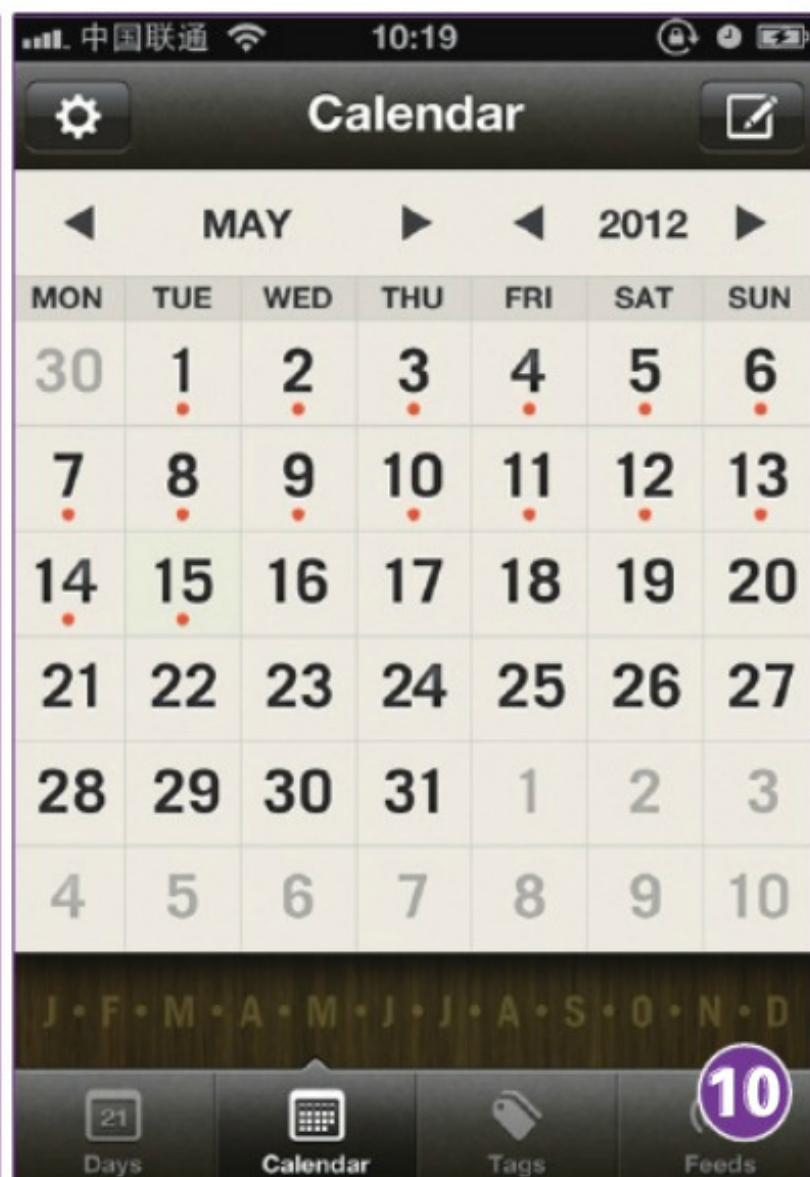 中国联通 10:19
Calendar
MAY 2012
MON TUE WED THU FRI SAT SUN
30 1 2 3 4 5 6
7 8 9 10 11 12 13
14 15 16 17 18 19 20
21 22 23 24 25 26 27
28 29 30 31 1 2 3
4 5 6 7 8 9 10
J • F • M • A • M • J • J • A • S • O • N • D
21 10
Days Calendar Tags Feeds